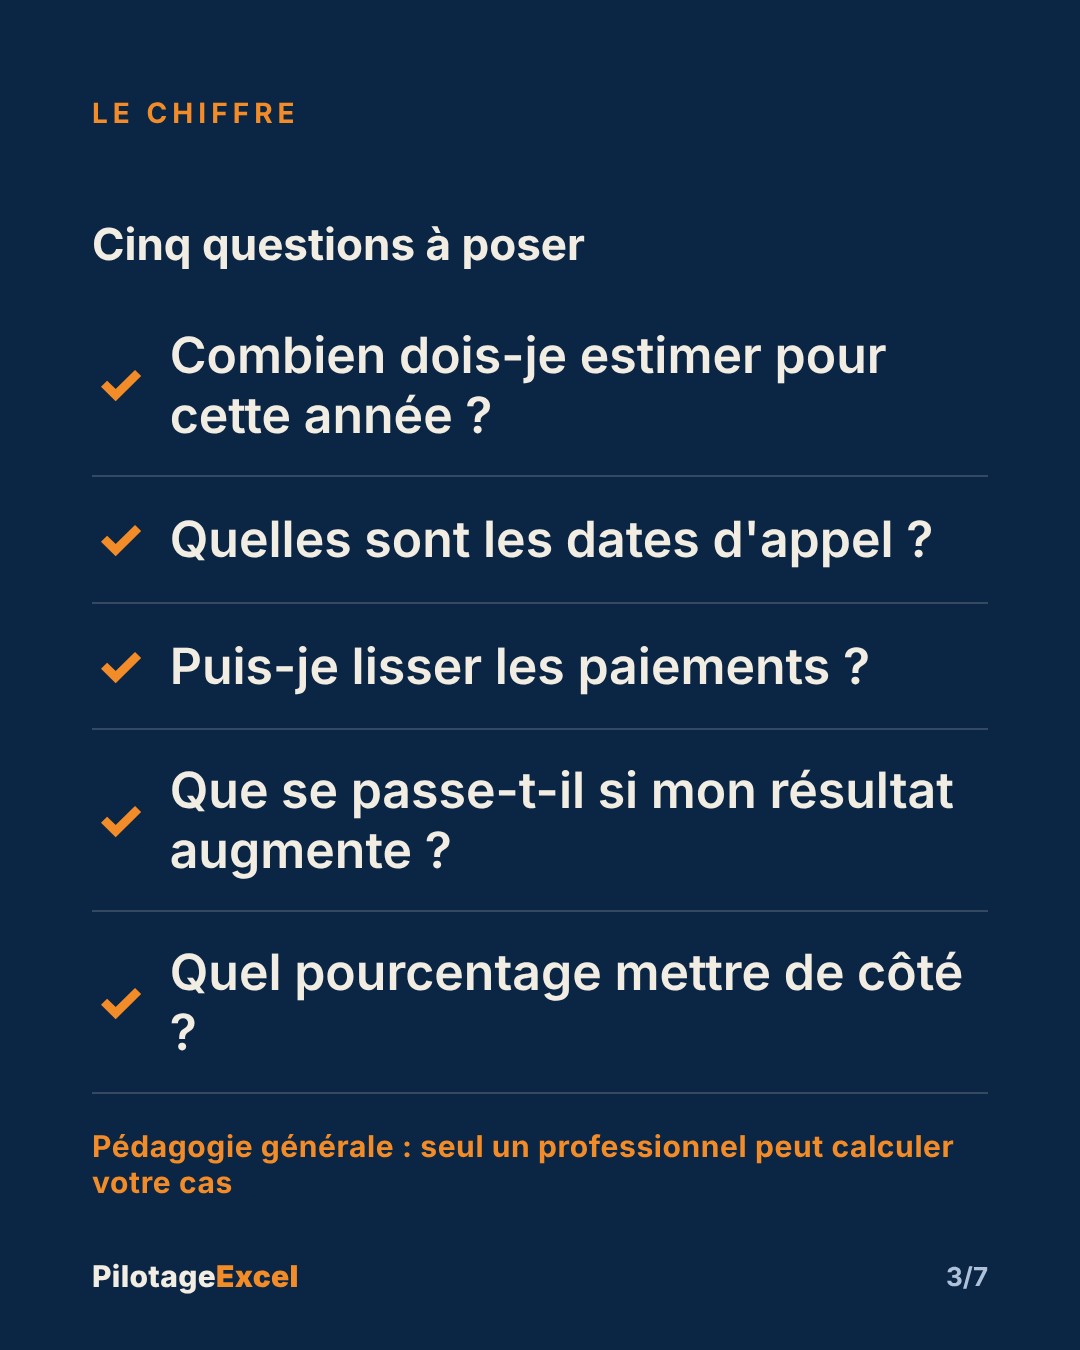 LE CHIFFRE
Cinq questions à poser
Combien dois-je estimer pour
cette année ?
Quelles sont les dates d'appel ?
Puis-je lisser les paiements ?
Que se passe-t-il si mon résultat
augmente ?
Quel pourcentage mettre de côté
?
Pédagogie générale : seul un professionnel peut calculer
votre cas
PilotageExcel
3/7